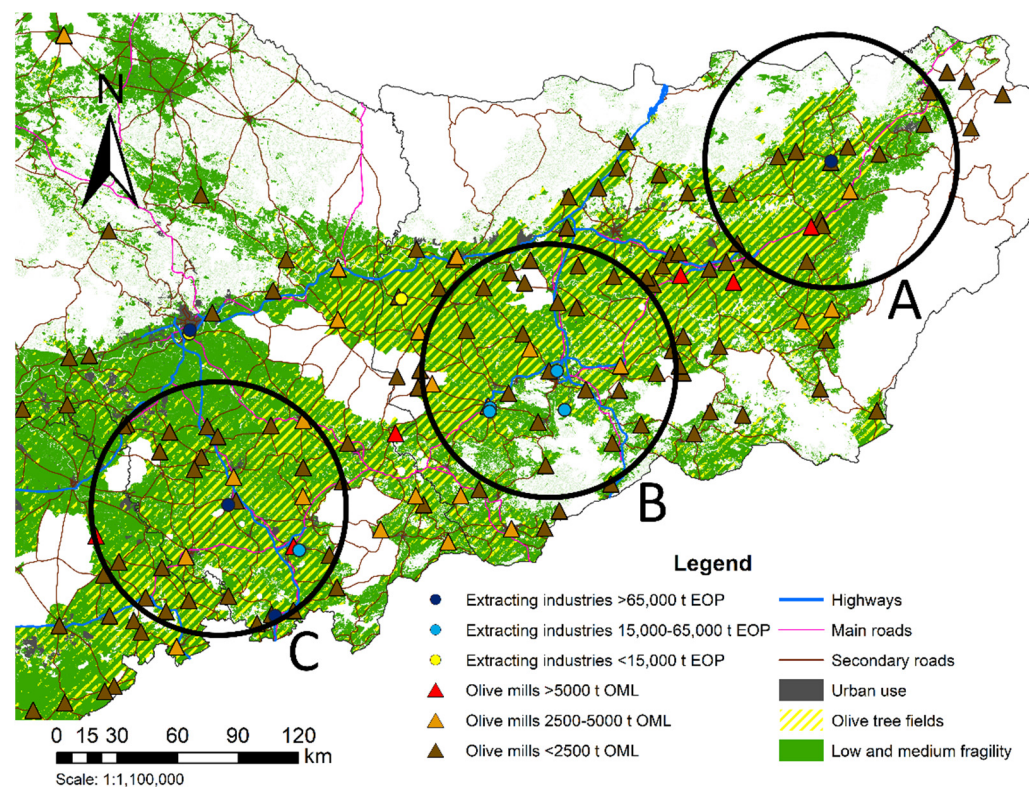 N
A
B
C
Legend
Extracting industries >65,000 t EOP
Extracting industries 15,000-65,000 t EOP
Extracting industries <15,000 t EOP
Olive mills >5000 t OML
Olive mills 2500-5000 t OML
Olive mills <2500 t OML
Highways
Main roads
Secondary roads
Urban use
Olive tree fields
Low and medium fragility
0 15 30 60 90 120
km
Scale: 1:1,100,000